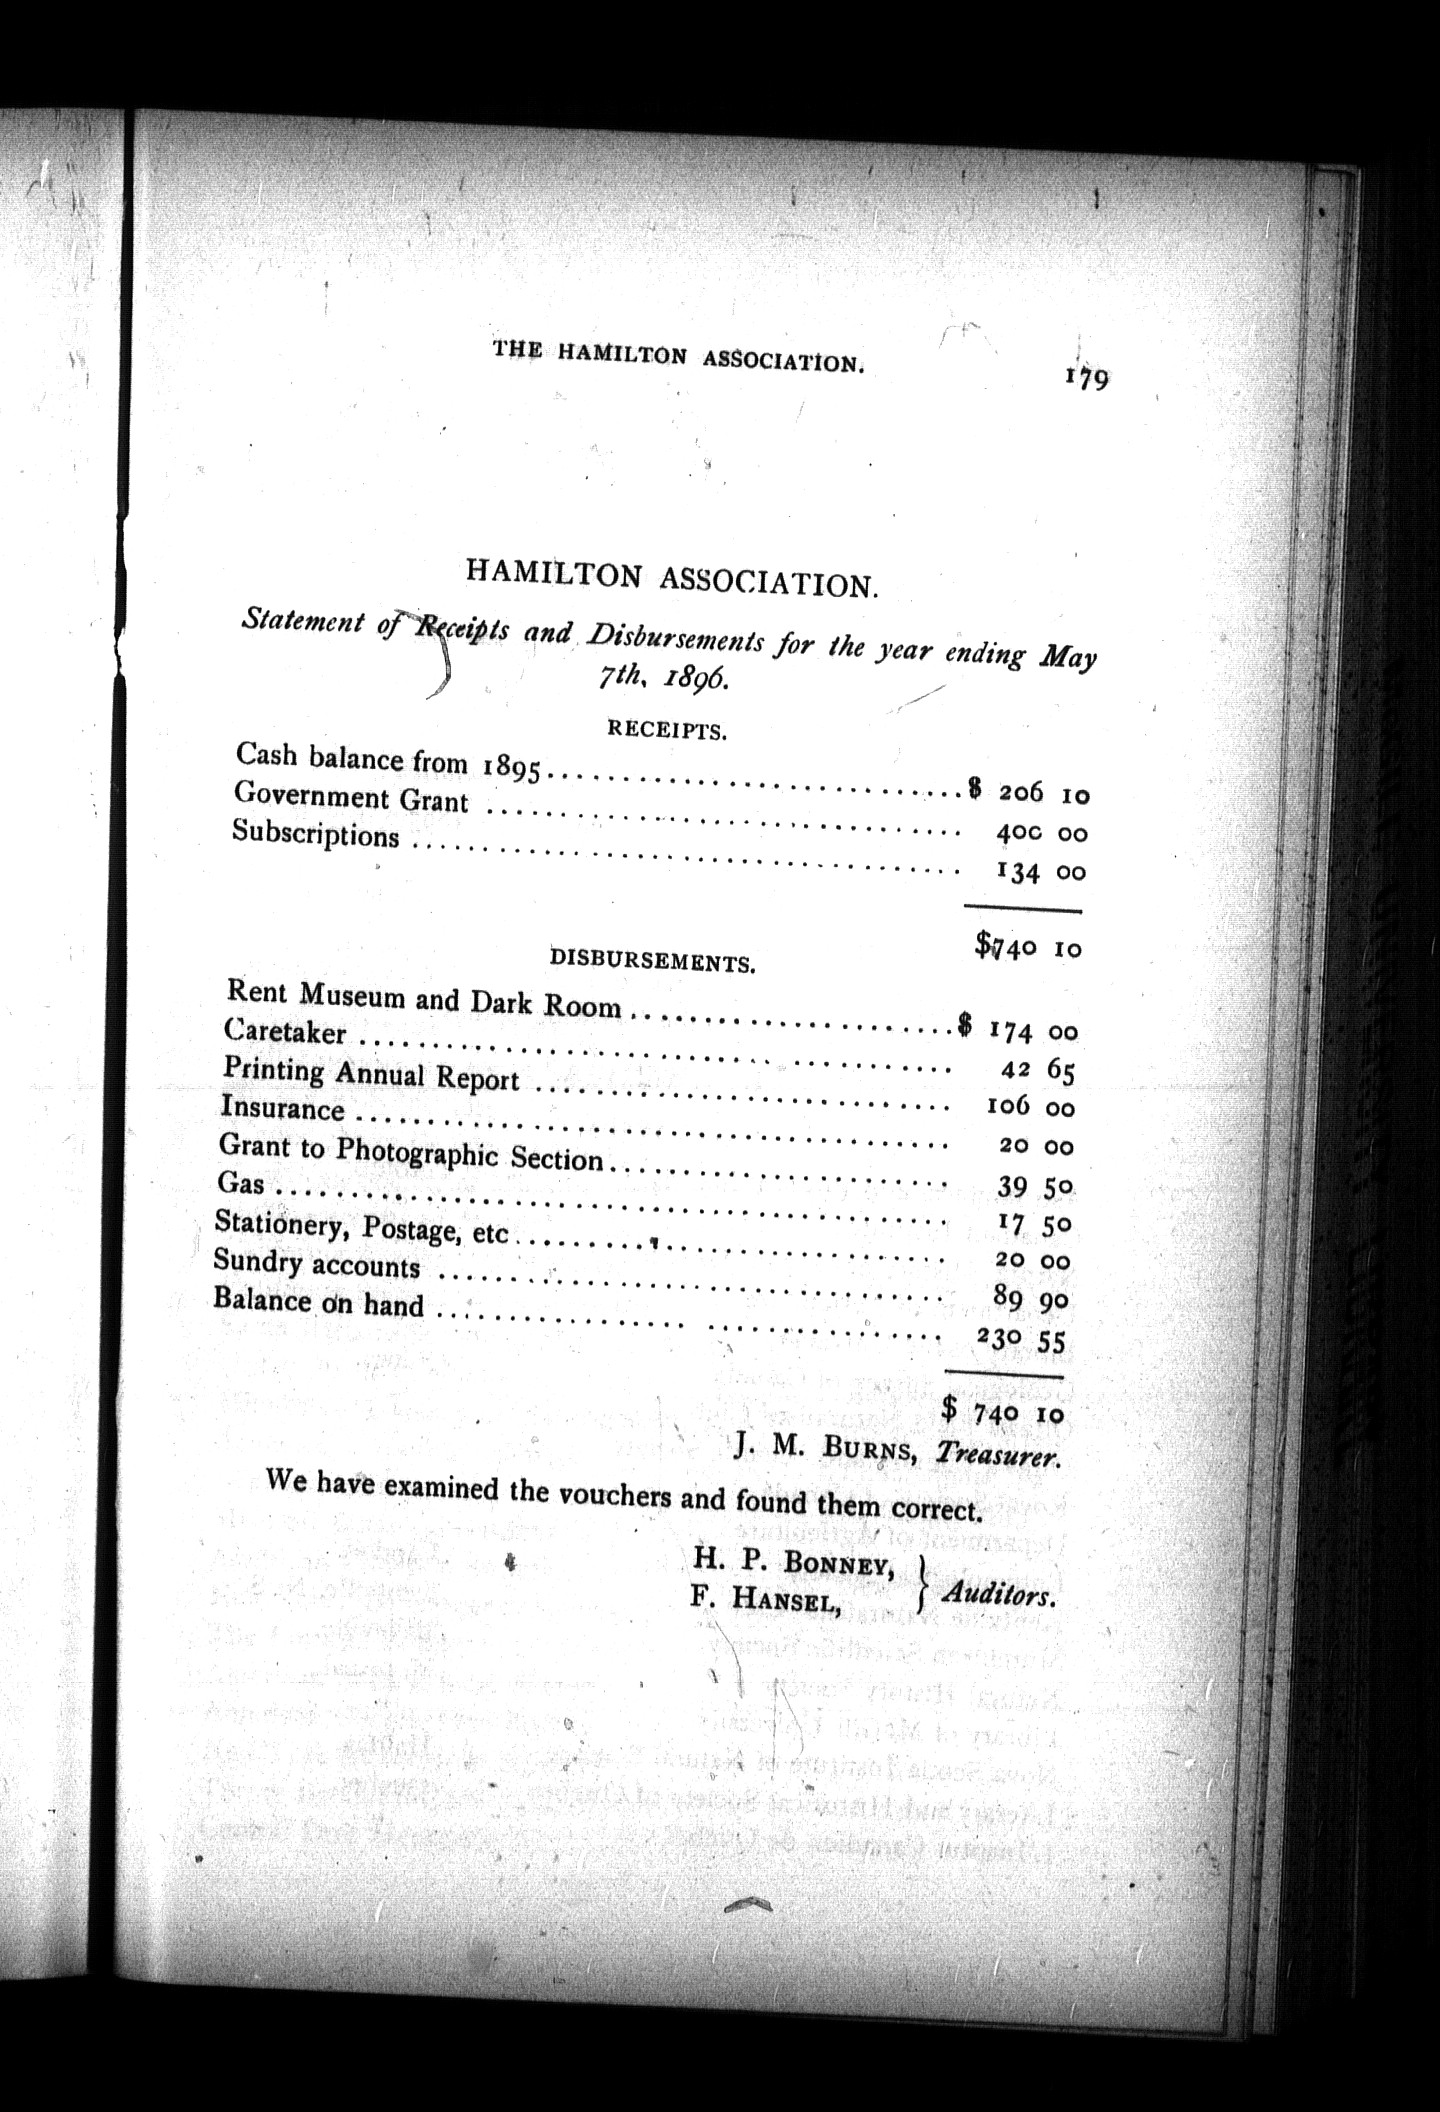 THE HAMILTON ASSOCIATION. 179
HAMILTON ASSOCIATION.
Statement of Receipts and Disbursements for the year ending May
7th, 1896.
RECEIPTS.
Cash balance from 1895................................$ 206 10
Government Grant ................................ 400 00
Subscriptions ..................................... 134 00
$740 10
DISBURSEMENTS.
Rent Museum and Dark Room......................$ 174 00
Caretaker ........................................ 42 65
Printing Annual Report ............................ 106 00
Insurance ........................................ 20 00
Grant to Photographic Section....................... 39 50
Gas .............................................. 17 50
Stationery, Postage, etc............................. 20 00
Sundry accounts .................................. 89 90
Balance on hand .................................. 230 55
$ 740 10
J. M. BURNS, Treasurer.
We have examined the vouchers and found them correct.
H. P. BONNEY,
F. HANSEL, } Auditors.